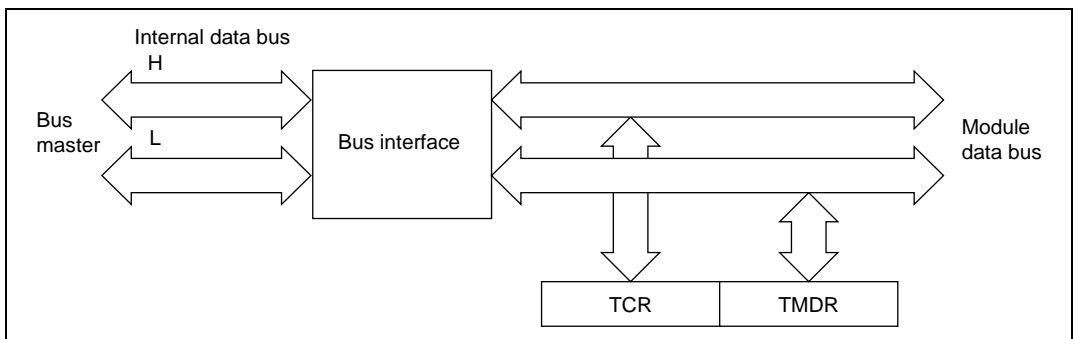 Internal data bus
H
Bus
master
L
Bus interface
Module
data bus
TCR
TMDR